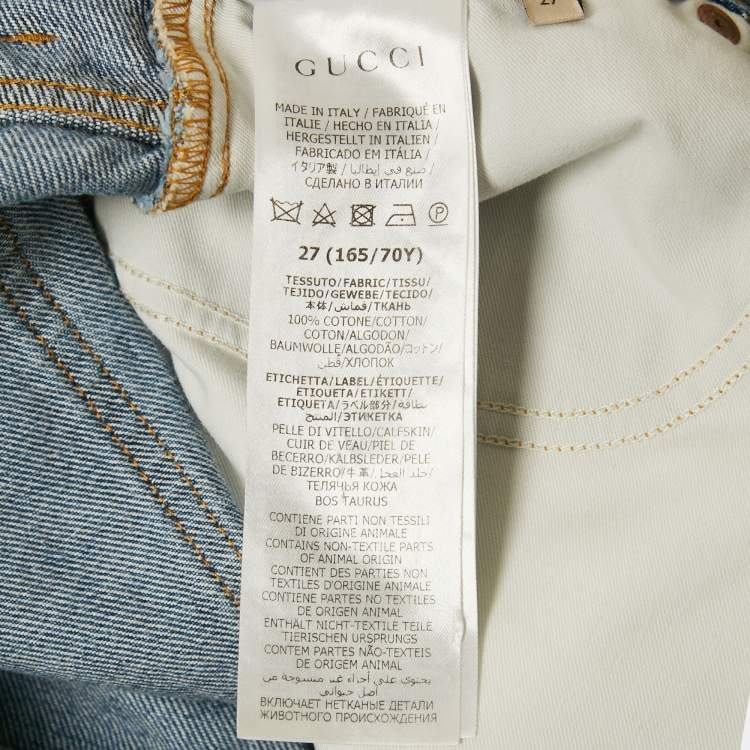 27
GUCCI
MADE IN ITALY / FABRIQUÉ EN
ITALIE / HECHO EN ITALIA /
HERGESTELLT IN ITALIEN /
FABRICADO EM ITÁLIA /
イタリア製 / صنع في إيطاليا /
СДЕЛАНО В ИТАЛИИ
P
27 (165/70Y)
TESSUTO/FABRIC/TISSU/
TEJIDO/GEWEBE/TECIDO/
本体/قماش/ТКАНЬ
100% COTONE/COTTON/
COTON/ALGODON/
BAUMWOLLE/ALGODÃO/コットン/
قطن/ХЛОПОК
ETICHETTA/LABEL/ÉTIQUETTE/
ETIQUETA/ETIKETT/
ETIQUETA/ラベル部分/بطاقة
المنتج/ЭТИКЕТКА
PELLE DI VITELLO/CALFSKIN/
CUIR DE VEAU/PIEL DE
BECERRO/KALBSLEDER/PELE
DE BIZERRO/牛革/جلد العجل/
ТЕЛЯЧЬЯ КОЖА
BOS TAURUS
CONTIENE PARTI NON TESSILI
DI ORIGINE ANIMALE
CONTAINS NON-TEXTILE PARTS
OF ANIMAL ORIGIN
CONTIENT DES PARTIES NON
TEXTILES D'ORIGINE ANIMALE
CONTIENE PARTES NO TEXTILES
DE ORIGEN ANIMAL
ENTHÄLT NICHT-TEXTILE TEILE
TIERISCHEN URSPRUNGS
CONTEM PARTES NÃO-TEXTEIS
DE ORIGEM ANIMAL
يحتوي على أجزاء غير منسوجة من
أصل حيواني
ВКЛЮЧАЕТ НЕТКАНЫЕ ДЕТАЛИ
ЖИВОТНОГО ПРОИСХОЖДЕНИЯ